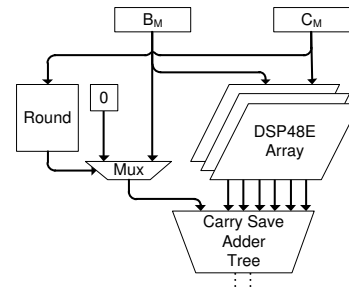 B_M
C_M
Round
0
DSP48E
Array
Mux
Carry Save
Adder
Tree